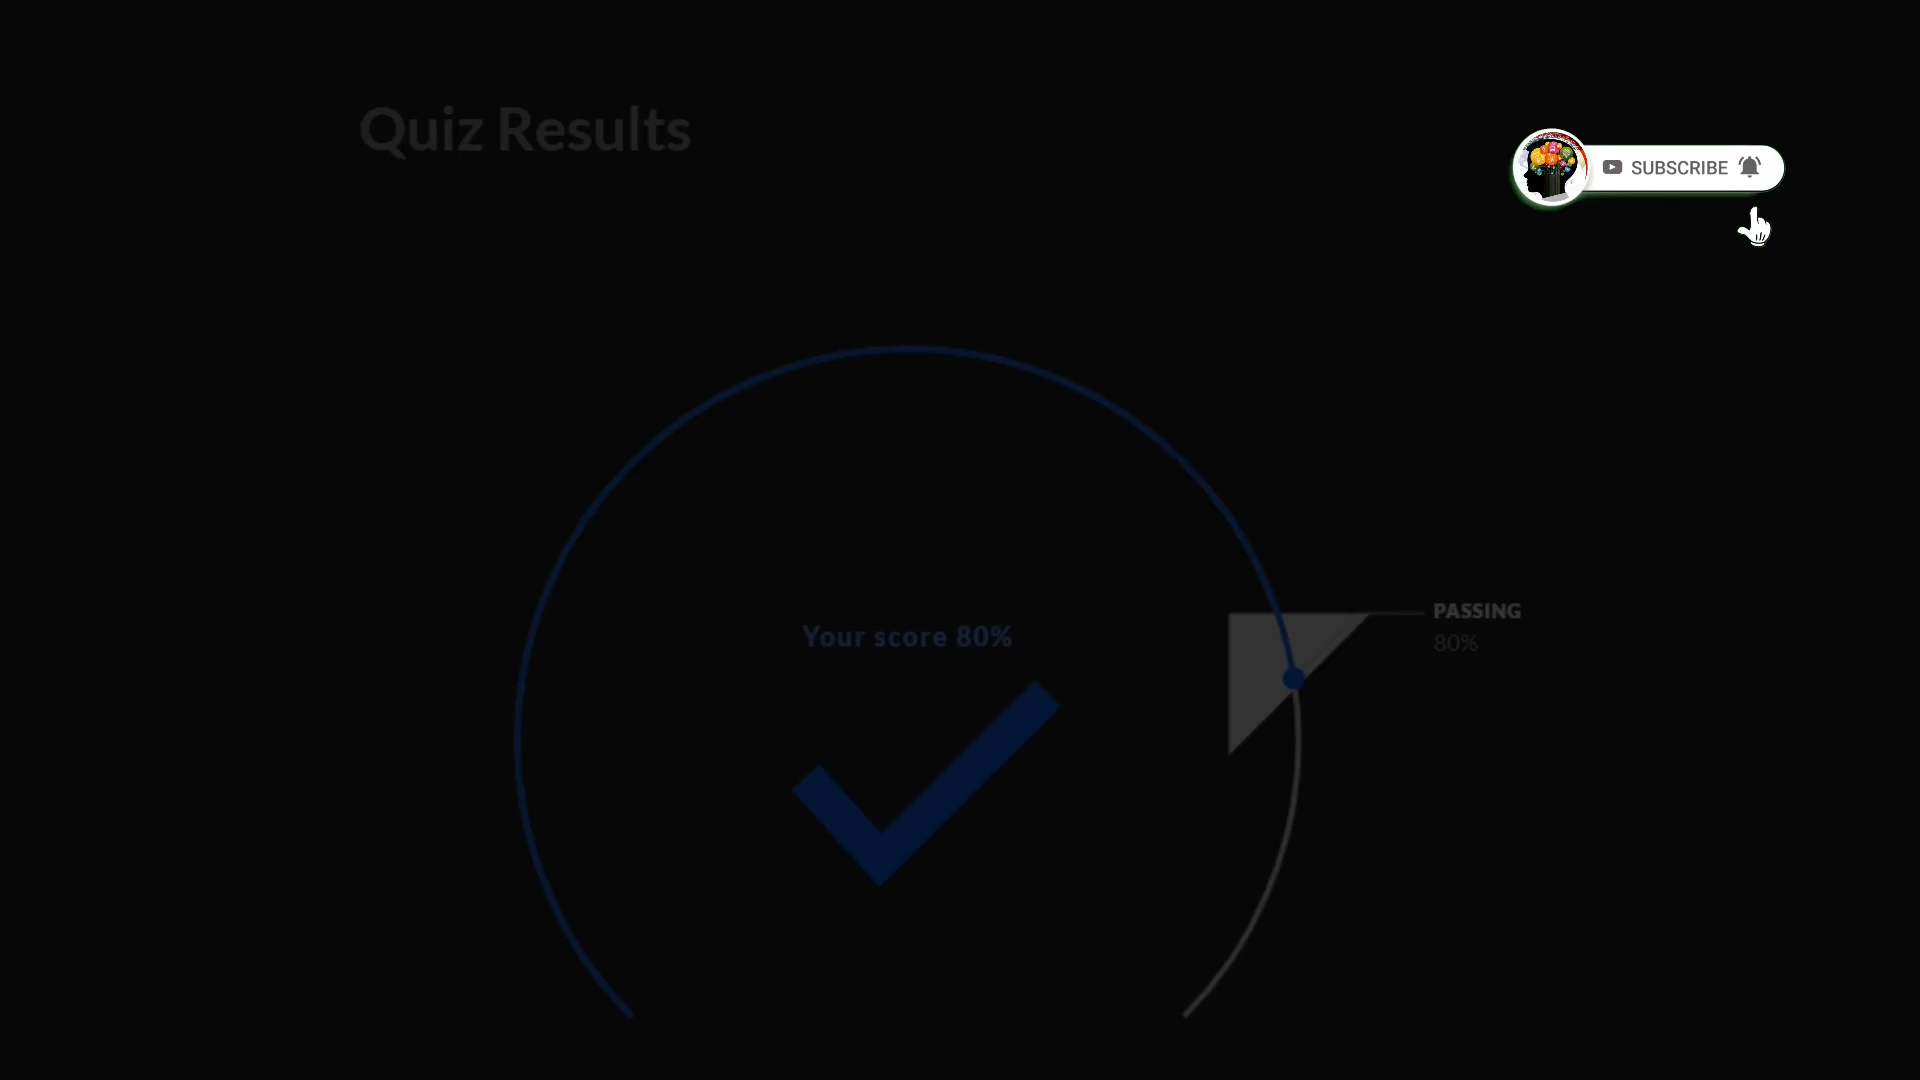 Quiz Results
SUBSCRIBE
Your score 80%
PASSING
80%